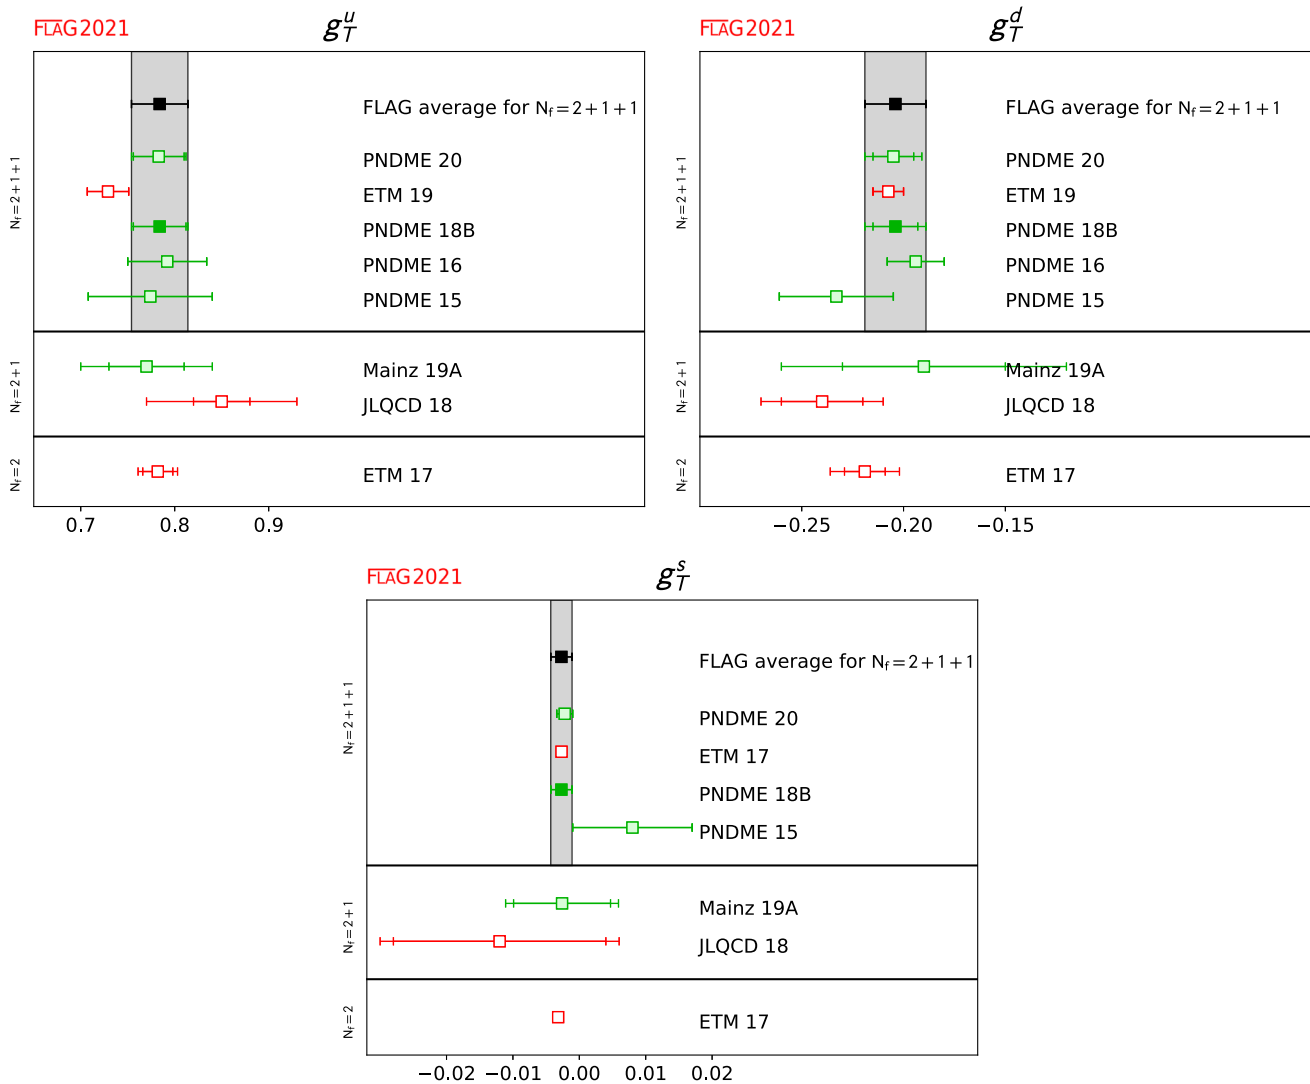 FLAG2021
g_T^u
FLAG average for N_f=2+1+1
PNDME 20
ETM 19
PNDME 18B
PNDME 16
PNDME 15
N_f=2+1+1
Mainz 19A
JLQCD 18
N_f=2+1
ETM 17
N_f=2
0.7 0.8 0.9
FLAG2021
g_T^d
FLAG average for N_f=2+1+1
PNDME 20
ETM 19
PNDME 18B
PNDME 16
PNDME 15
N_f=2+1+1
Mainz 19A
JLQCD 18
N_f=2+1
ETM 17
N_f=2
−0.25 −0.20 −0.15
FLAG2021
g_T^s
FLAG average for N_f=2+1+1
PNDME 20
ETM 17
PNDME 18B
PNDME 15
N_f=2+1+1
Mainz 19A
JLQCD 18
N_f=2+1
ETM 17
N_f=2
−0.02 −0.01 0.00 0.01 0.02